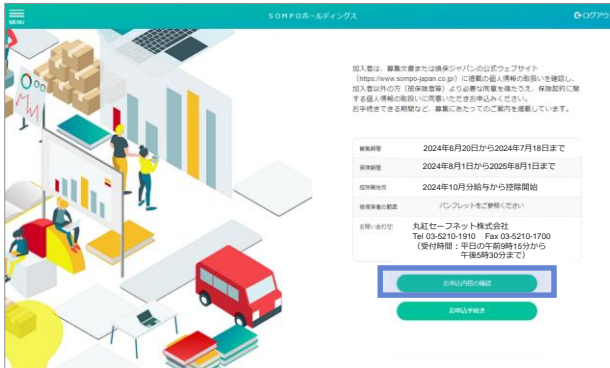 MENU
SOMPOホールディングス
ログアウ
加入者は、募集文書または損保ジャパンの公式ウェブサイト
（https://www.sompo-japan.co.jp/）に掲載の個人情報の取扱いを確認し、
加入者以外の方（被保険者等）より必要な同意を得たうえ、保険契約に関
する個人情報の取扱いに同意いただきお申込みください。
お手続きできる期間など、募集にあたってのご案内を掲載しています。
募集期間 2024年6月20日から2024年7月18日まで
保険期間 2024年8月1日から2025年8月1日まで
控除開始月 2024年10月分給与から控除開始
被保険者の範囲 パンフレットをご参照ください
お問い合わせ 丸紅セーフネット株式会社
Tel 03-5210-1910 Fax 03-5210-1700
（受付時間：平日の午前9時15分から
午後5時30分まで）
お申込内容の確認
お申込手続き